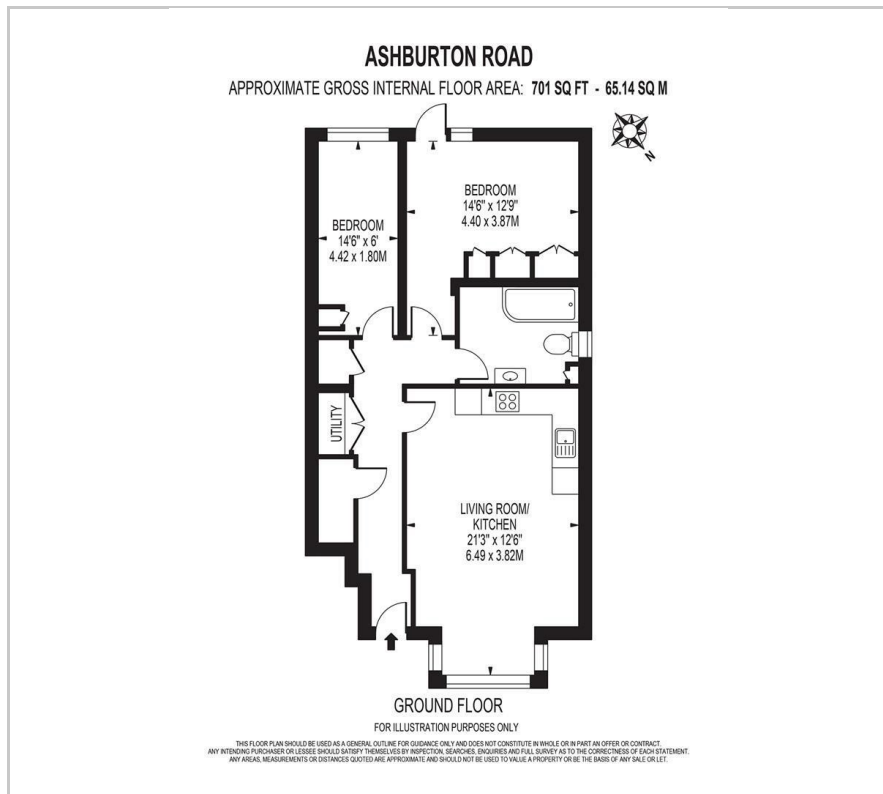 ASHBURTON ROAD
APPROXIMATE GROSS INTERNAL FLOOR AREA: 701 SQ FT - 65.14 SQ M
N
BEDROOM
14'6" x 12'9"
4.40 x 3.87M
BEDROOM
14'6" x 6'
4.42 x 1.80M
UTILITY
LIVING ROOM/
KITCHEN
21'3" x 12'6"
6.49 x 3.82M
GROUND FLOOR
FOR ILLUSTRATION PURPOSES ONLY
THIS FLOOR PLAN SHOULD BE USED AS A GENERAL OUTLINE FOR GUIDANCE ONLY AND DOES NOT CONSTITUTE IN WHOLE OR IN PART AN OFFER OR CONTRACT.
ANY INTENDING PURCHASER OR LESSEE SHOULD SATISFY THEMSELVES BY INSPECTION, SEARCHES, ENQUIRIES AND FULL SURVEY AS TO THE CORRECTNESS OF EACH STATEMENT.
ANY AREAS, MEASUREMENTS OR DISTANCES QUOTED ARE APPROXIMATE AND SHOULD NOT BE USED TO VALUE A PROPERTY OR BE THE BASIS OF ANY SALE OR LET.